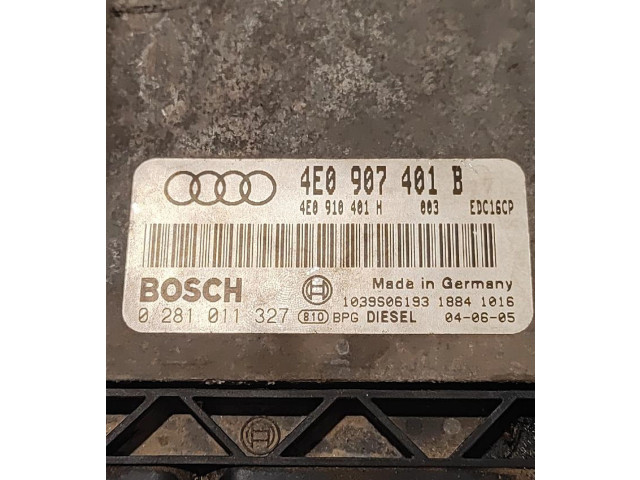 4E0 907 401 B
4E0 910 401 H 003 EDC16CP
BOSCH Made in Germany
1039S06193 1884 1016
0 281 011 327 810 BPG DIESEL 04-06-05